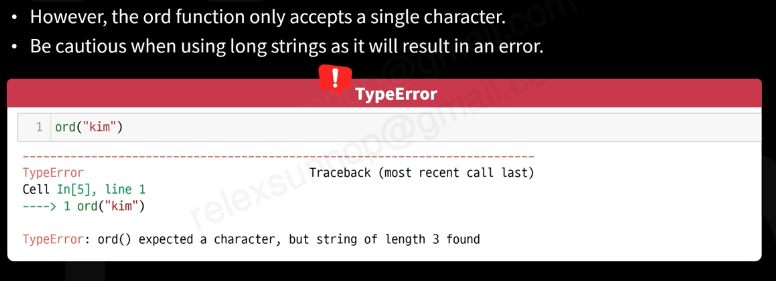 • However, the ord function only accepts a single character.
• Be cautious when using long strings as it will result in an error.
!
TypeError
1 ord("kim")
---------------------------------------------------------------------------
TypeError Traceback (most recent call last)
Cell In[5], line 1
----> 1 ord("kim")
TypeError: ord() expected a character, but string of length 3 found
relexsunnop@gmail.com